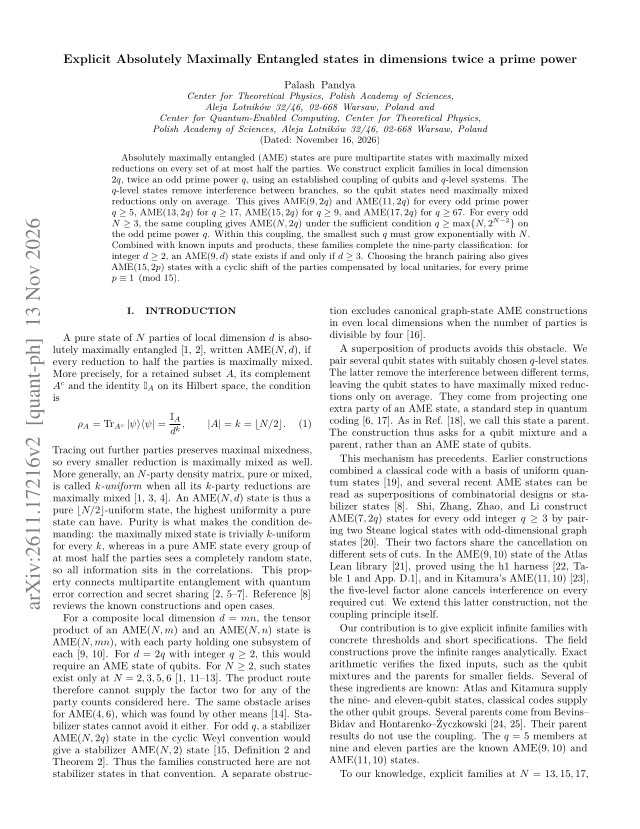 Explicit Absolutely Maximally Entangled states in dimensions twice a prime power
Palash Pandya
Center for Theoretical Physics, Polish Academy of Sciences,
Aleja Lotników 32/46, 02-668 Warsaw, Poland and
Center for Quantum-Enabled Computing, Center for Theoretical Physics,
Polish Academy of Sciences, Aleja Lotników 32/46, 02-668 Warsaw, Poland
(Dated: November 16, 2026)
Absolutely maximally entangled (AME) states are pure multipartite states with maximally mixed
reductions on every set of at most half the parties. We construct explicit families in local dimension
2q, twice an odd prime power q, using an established coupling of qubits and q-level systems. The
q-level states remove interference between branches, so the qubit states need maximally mixed
reductions only on average. This gives AME(9, 2q) and AME(11, 2q) for every odd prime power
q ≥ 5, AME(13, 2q) for q ≥ 17, AME(15, 2q) for q ≥ 9, and AME(17, 2q) for q ≥ 67. For every odd
N ≥ 3, the same coupling gives AME(N, 2q) under the sufficient condition q ≥ max{N, 2^{N−2}} on
the odd prime power q. Within this coupling, the smallest such q must grow exponentially with N.
Combined with known inputs and products, these families complete the nine-party classification: for
integer d ≥ 2, an AME(9, d) state exists if and only if d ≥ 3. Choosing the branch pairing also gives
AME(15, 2p) states with a cyclic shift of the parties compensated by local unitaries, for every prime
p ≡ 1 (mod 15).
arXiv:2611.17216v2 [quant-ph] 13 Nov 2026
I. INTRODUCTION
A pure state of N parties of local dimension d is abso-
lutely maximally entangled [1, 2], written AME(N, d), if
every reduction to half the parties is maximally mixed.
More precisely, for a retained subset A, its complement
A^c and the identity 𝕀_A on its Hilbert space, the condition
is
ρ_A = Tr_{A^c} |ψ⟩⟨ψ| = 𝕀_A / d^k, |A| = k = ⌊N/2⌋. (1)
Tracing out further parties preserves maximal mixedness,
so every smaller reduction is maximally mixed as well.
More generally, an N-party density matrix, pure or mixed,
is called k-uniform when all its k-party reductions are
maximally mixed [1, 3, 4]. An AME(N, d) state is thus a
pure ⌊N/2⌋-uniform state, the highest uniformity a pure
state can have. Purity is what makes the condition de-
manding: the maximally mixed state is trivially k-uniform
for every k, whereas in a pure AME state every group of
at most half the parties sees a completely random state,
so all information sits in the correlations. This prop-
erty connects multipartite entanglement with quantum
error correction and secret sharing [2, 5–7]. Reference [8]
reviews the known constructions and open cases.
For a composite local dimension d = mn, the tensor
product of an AME(N, m) and an AME(N, n) state is
AME(N, mn), with each party holding one subsystem of
each [9, 10]. For d = 2q with integer q ≥ 2, this would
require an AME state of qubits. For N ≥ 2, such states
exist only at N = 2, 3, 5, 6 [1, 11–13]. The product route
therefore cannot supply the factor two for any of the
party counts considered here. The same obstacle arises
for AME(4, 6), which was found by other means [14]. Sta-
bilizer states cannot avoid it either. For odd q, a stabilizer
AME(N, 2q) state in the cyclic Weyl convention would
give a stabilizer AME(N, 2) state [15, Definition 2 and
Theorem 2]. Thus the families constructed here are not
stabilizer states in that convention. A separate obstruc-
tion excludes canonical graph-state AME constructions
in even local dimensions when the number of parties is
divisible by four [16].
A superposition of products avoids this obstacle. We
pair several qubit states with suitably chosen q-level states.
The latter remove the interference between different terms,
leaving the qubit states to have maximally mixed reduc-
tions only on average. They come from projecting one
extra party of an AME state, a standard step in quantum
coding [6, 17]. As in Ref. [18], we call this state a parent.
The construction thus asks for a qubit mixture and a
parent, rather than an AME state of qubits.
This mechanism has precedents. Earlier constructions
combined a classical code with a basis of uniform quan-
tum states [19], and several recent AME states can be
read as superpositions of combinatorial designs or sta-
bilizer states [8]. Shi, Zhang, Zhao, and Li construct
AME(7, 2q) states for every odd integer q ≥ 3 by pair-
ing two Steane logical states with odd-dimensional graph
states [20]. Their two factors share the cancellation on
different sets of cuts. In the AME(9, 10) state of the Atlas
Lean library [21], proved using the h1 harness [22, Ta-
ble 1 and App. D.1], and in Kitamura's AME(11, 10) [23],
the five-level factor alone cancels interference on every
required cut. We extend this latter construction, not the
coupling principle itself.
Our contribution is to give explicit infinite families with
concrete thresholds and short specifications. The field
constructions prove the infinite ranges analytically. Exact
arithmetic verifies the fixed inputs, such as the qubit
mixtures and the parents for smaller fields. Several of
these ingredients are known: Atlas and Kitamura supply
the nine- and eleven-qubit states, classical codes supply
the other qubit groups. Several parents come from Bevins–
Bidav and Hontarenko–Życzkowski [24, 25]. Their parent
results do not use the coupling. The q = 5 members at
nine and eleven parties are the known AME(9, 10) and
AME(11, 10) states.
To our knowledge, explicit families at N = 13, 15, 17,